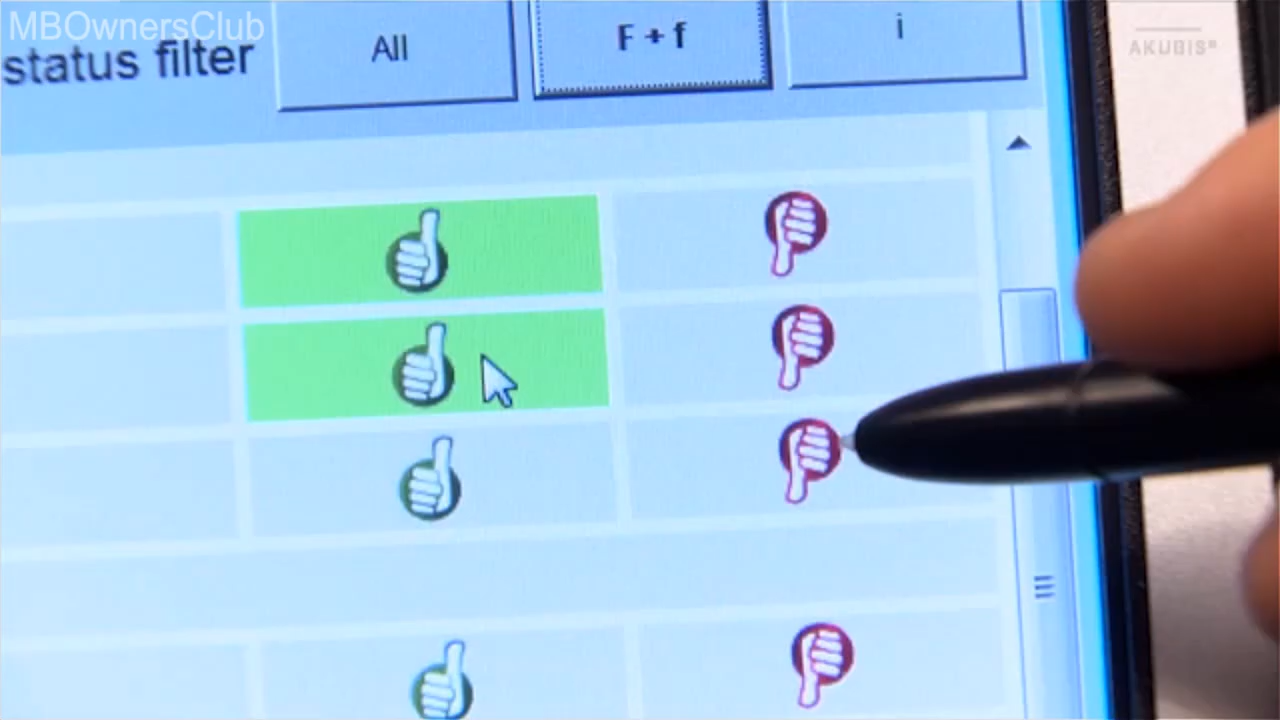 MBOwnersClub
status filter
All
F + f
i
AKUBIS